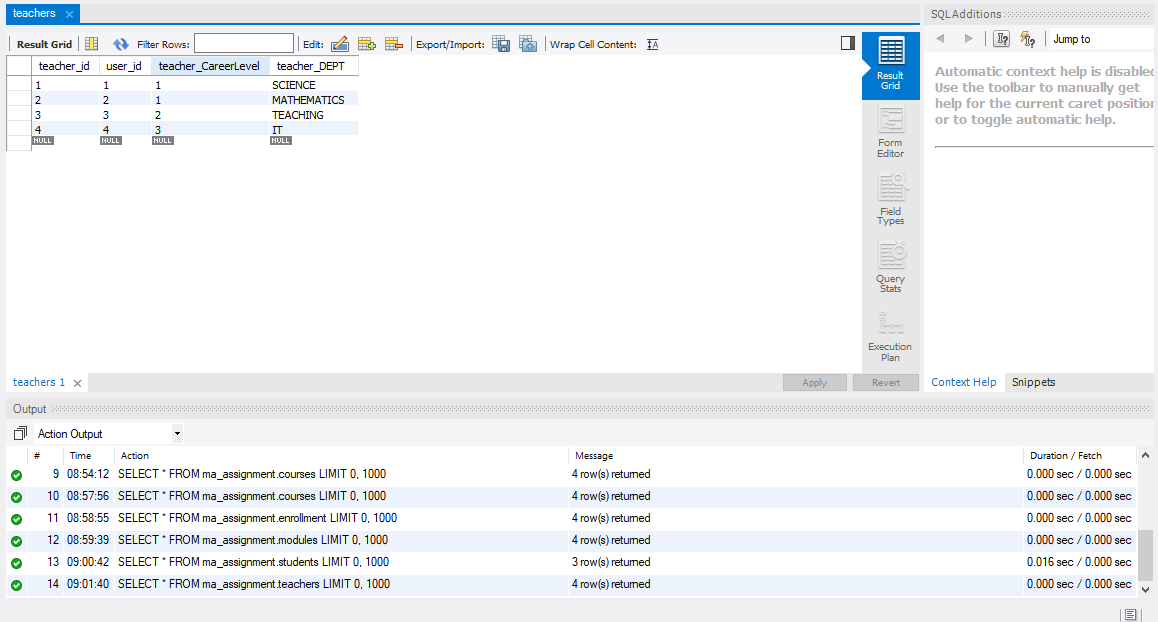 teachers
SQLAdditions
Result Grid Filter Rows: Edit: Export/Import: Wrap Cell Content:
Jump to
teacher_id user_id teacher_CareerLevel teacher_DEPT
1 1 1 SCIENCE
2 2 1 MATHEMATICS
3 3 2 TEACHING
4 4 3 IT
NULL NULL NULL NULL
Result
Grid
Form
Editor
Field
Types
Query
Stats
Execution
Plan
Automatic context help is disabled
Use the toolbar to manually get
help for the current caret position
or to toggle automatic help.
teachers 1 Apply Revert
Context Help Snippets
Output
Action Output
# Time Action Message Duration / Fetch
9 08:54:12 SELECT * FROM ma_assignment.courses LIMIT 0, 1000 4 row(s) returned 0.000 sec / 0.000 sec
10 08:57:56 SELECT * FROM ma_assignment.courses LIMIT 0, 1000 4 row(s) returned 0.000 sec / 0.000 sec
11 08:58:55 SELECT * FROM ma_assignment.enrollment LIMIT 0, 1000 4 row(s) returned 0.000 sec / 0.000 sec
12 08:59:39 SELECT * FROM ma_assignment.modules LIMIT 0, 1000 4 row(s) returned 0.000 sec / 0.000 sec
13 09:00:42 SELECT * FROM ma_assignment.students LIMIT 0, 1000 3 row(s) returned 0.016 sec / 0.000 sec
14 09:01:40 SELECT * FROM ma_assignment.teachers LIMIT 0, 1000 4 row(s) returned 0.000 sec / 0.000 sec